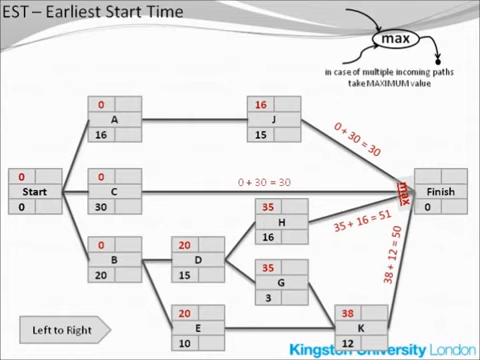 EST – Earliest Start Time
max
in case of multiple incoming paths
take MAXIMUM value
0
A
16
16
J
15
0 + 30 = 30
0
Start
0
0
C
30
0 + 30 = 30
max
Finish
0
35
H
16
35 + 16 = 51
0
B
20
20
D
15
35
G
3
38 + 12 = 50
20
E
10
38
K
12
Left to Right
Kingston University London